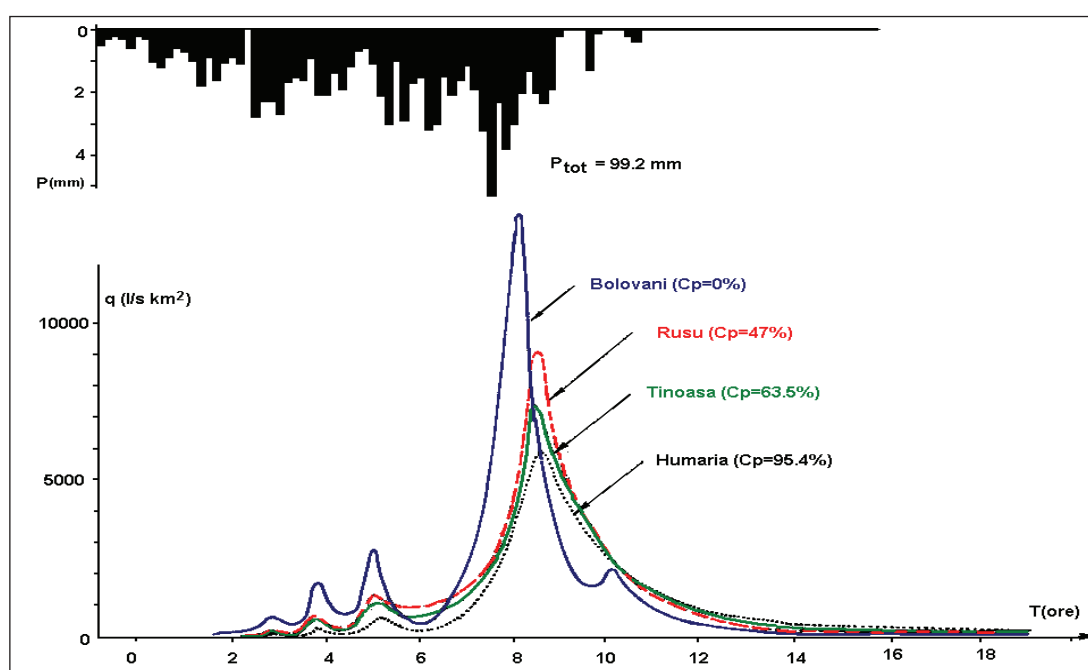 0
2
4
P(mm)
P tot = 99.2 mm
q (l/s km²)
10000
5000
0
Bolovani (Cp=0%)
Rusu (Cp=47%)
Tinoasa (Cp=63.5%)
Humaria (Cp=95.4%)
T(ore)
0 2 4 6 8 10 12 14 16 18